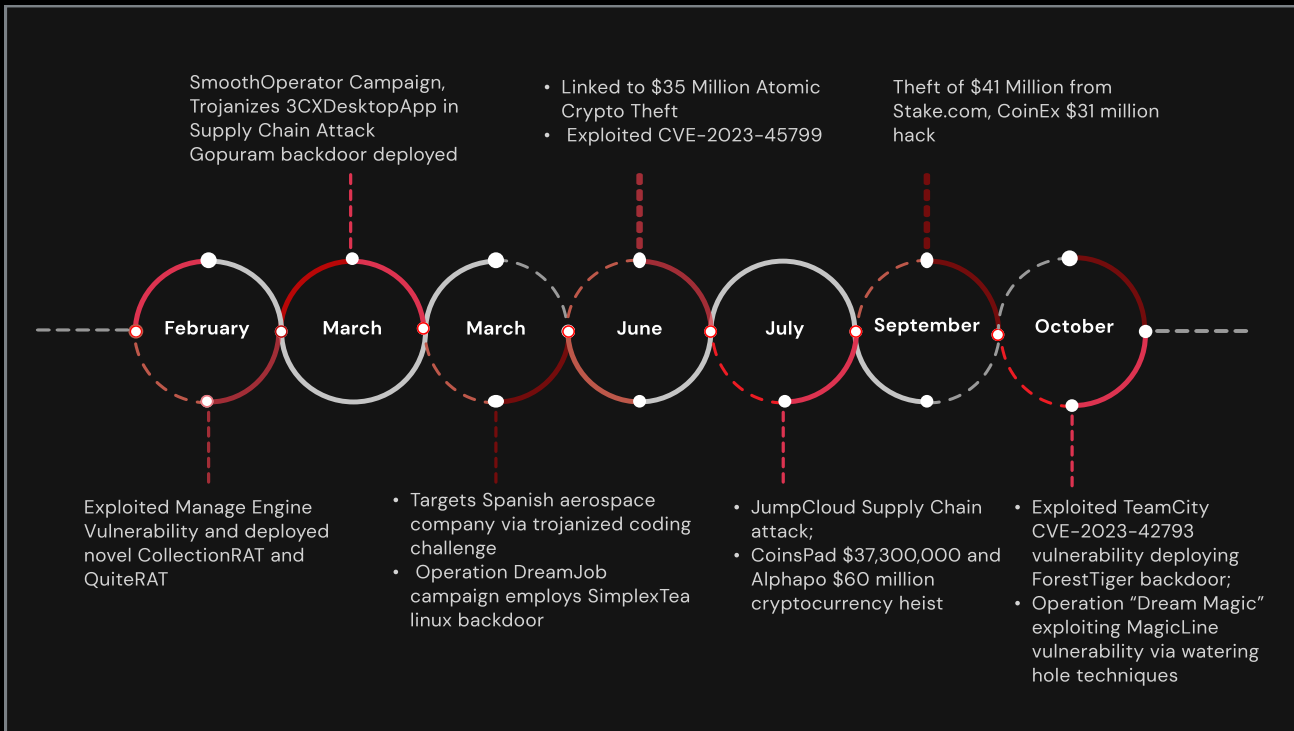 SmoothOperator Campaign,
Trojanizes 3CXDesktopApp in
Supply Chain Attack
Gopuram backdoor deployed
• Linked to $35 Million Atomic
Crypto Theft
• Exploited CVE-2023-45799
Theft of $41 Million from
Stake.com, CoinEx $31 million
hack
February
March
March
June
July
September
October
Exploited Manage Engine
Vulnerability and deployed
novel CollectionRAT and
QuiteRAT
• Targets Spanish aerospace
company via trojanized coding
challenge
• Operation DreamJob
campaign employs SimplexTea
linux backdoor
• JumpCloud Supply Chain
attack;
• CoinsPad $37,300,000 and
Alphapo $60 million
cryptocurrency heist
• Exploited TeamCity
CVE-2023-42793
vulnerability deploying
ForestTiger backdoor;
• Operation “Dream Magic”
exploiting MagicLine
vulnerability via watering
hole techniques